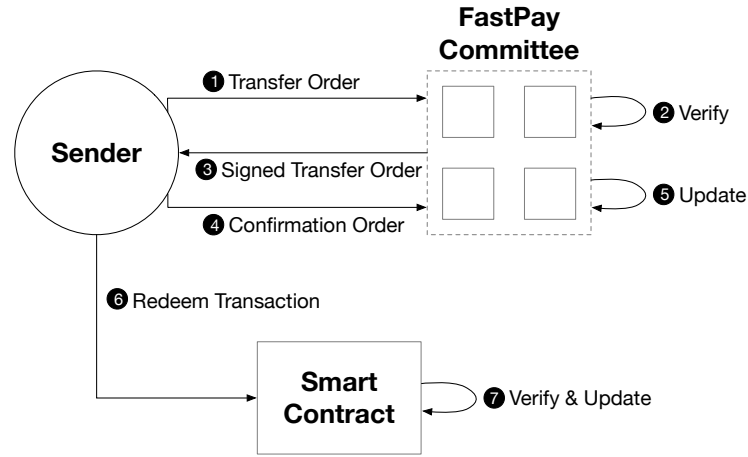 FastPay
Committee
❶ Transfer Order
❷ Verify
Sender
❸ Signed Transfer Order
❺ Update
❹ Confirmation Order
❻ Redeem Transaction
Smart
Contract
❼ Verify & Update